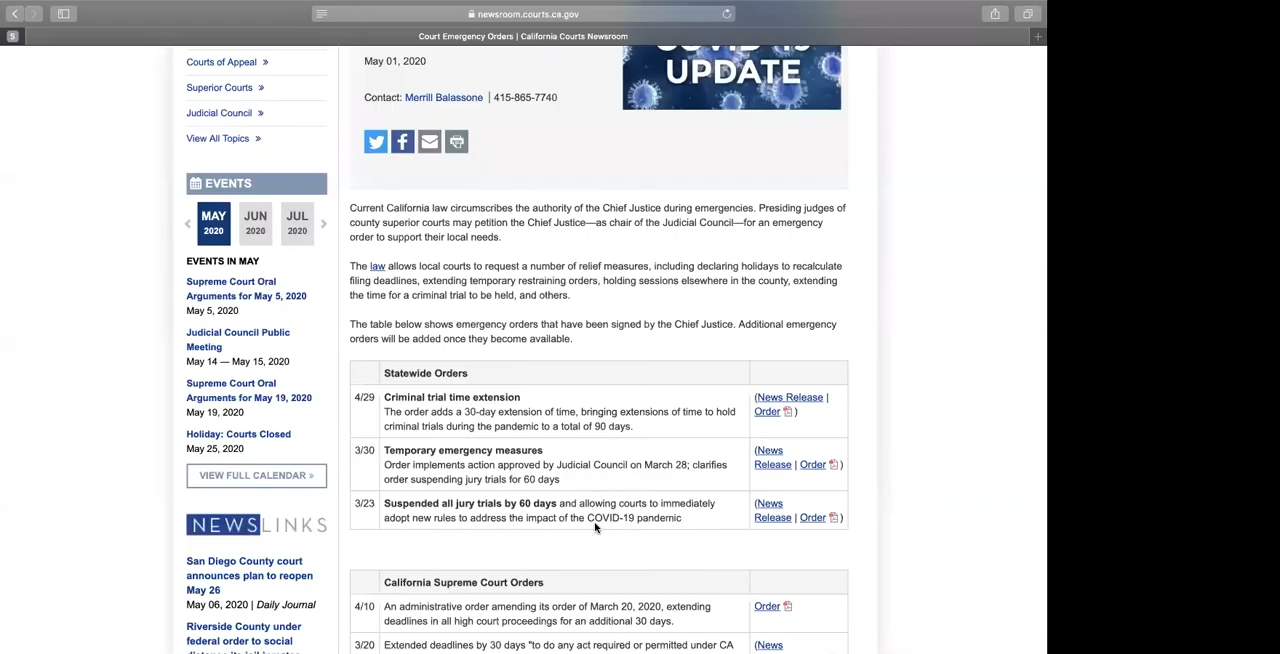 newsroom.courts.ca.gov
S
Court Emergency Orders | California Courts Newsroom
Courts of Appeal »
Superior Courts »
Judicial Council »
View All Topics »
EVENTS
MAY
2020
JUN
2020
JUL
2020
EVENTS IN MAY
Supreme Court Oral
Arguments for May 5, 2020
May 5, 2020
Judicial Council Public
Meeting
May 14 — May 15, 2020
Supreme Court Oral
Arguments for May 19, 2020
May 19, 2020
Holiday: Courts Closed
May 25, 2020
VIEW FULL CALENDAR »
NEWSLINKS
San Diego County court
announces plan to reopen
May 26
May 06, 2020 | Daily Journal
Riverside County under
federal order to social
distance its jail inmates
May 01, 2020
Contact: Merrill Balassone | 415-865-7740
COVID-19
UPDATE
Current California law circumscribes the authority of the Chief Justice during emergencies. Presiding judges of
county superior courts may petition the Chief Justice—as chair of the Judicial Council—for an emergency
order to support their local needs.
The law allows local courts to request a number of relief measures, including declaring holidays to recalculate
filing deadlines, extending temporary restraining orders, holding sessions elsewhere in the county, extending
the time for a criminal trial to be held, and others.
The table below shows emergency orders that have been signed by the Chief Justice. Additional emergency
orders will be added once they become available.
Statewide Orders
4/29 Criminal trial time extension (News Release |
The order adds a 30-day extension of time, bringing extensions of time to hold Order )
criminal trials during the pandemic to a total of 90 days.
3/30 Temporary emergency measures (News
Order implements action approved by Judicial Council on March 28; clarifies Release | Order )
order suspending jury trials for 60 days
3/23 Suspended all jury trials by 60 days and allowing courts to immediately (News
adopt new rules to address the impact of the COVID-19 pandemic Release | Order )
California Supreme Court Orders
4/10 An administrative order amending its order of March 20, 2020, extending Order
deadlines in all high court proceedings for an additional 30 days.
3/20 Extended deadlines by 30 days "to do any act required or permitted under CA (News